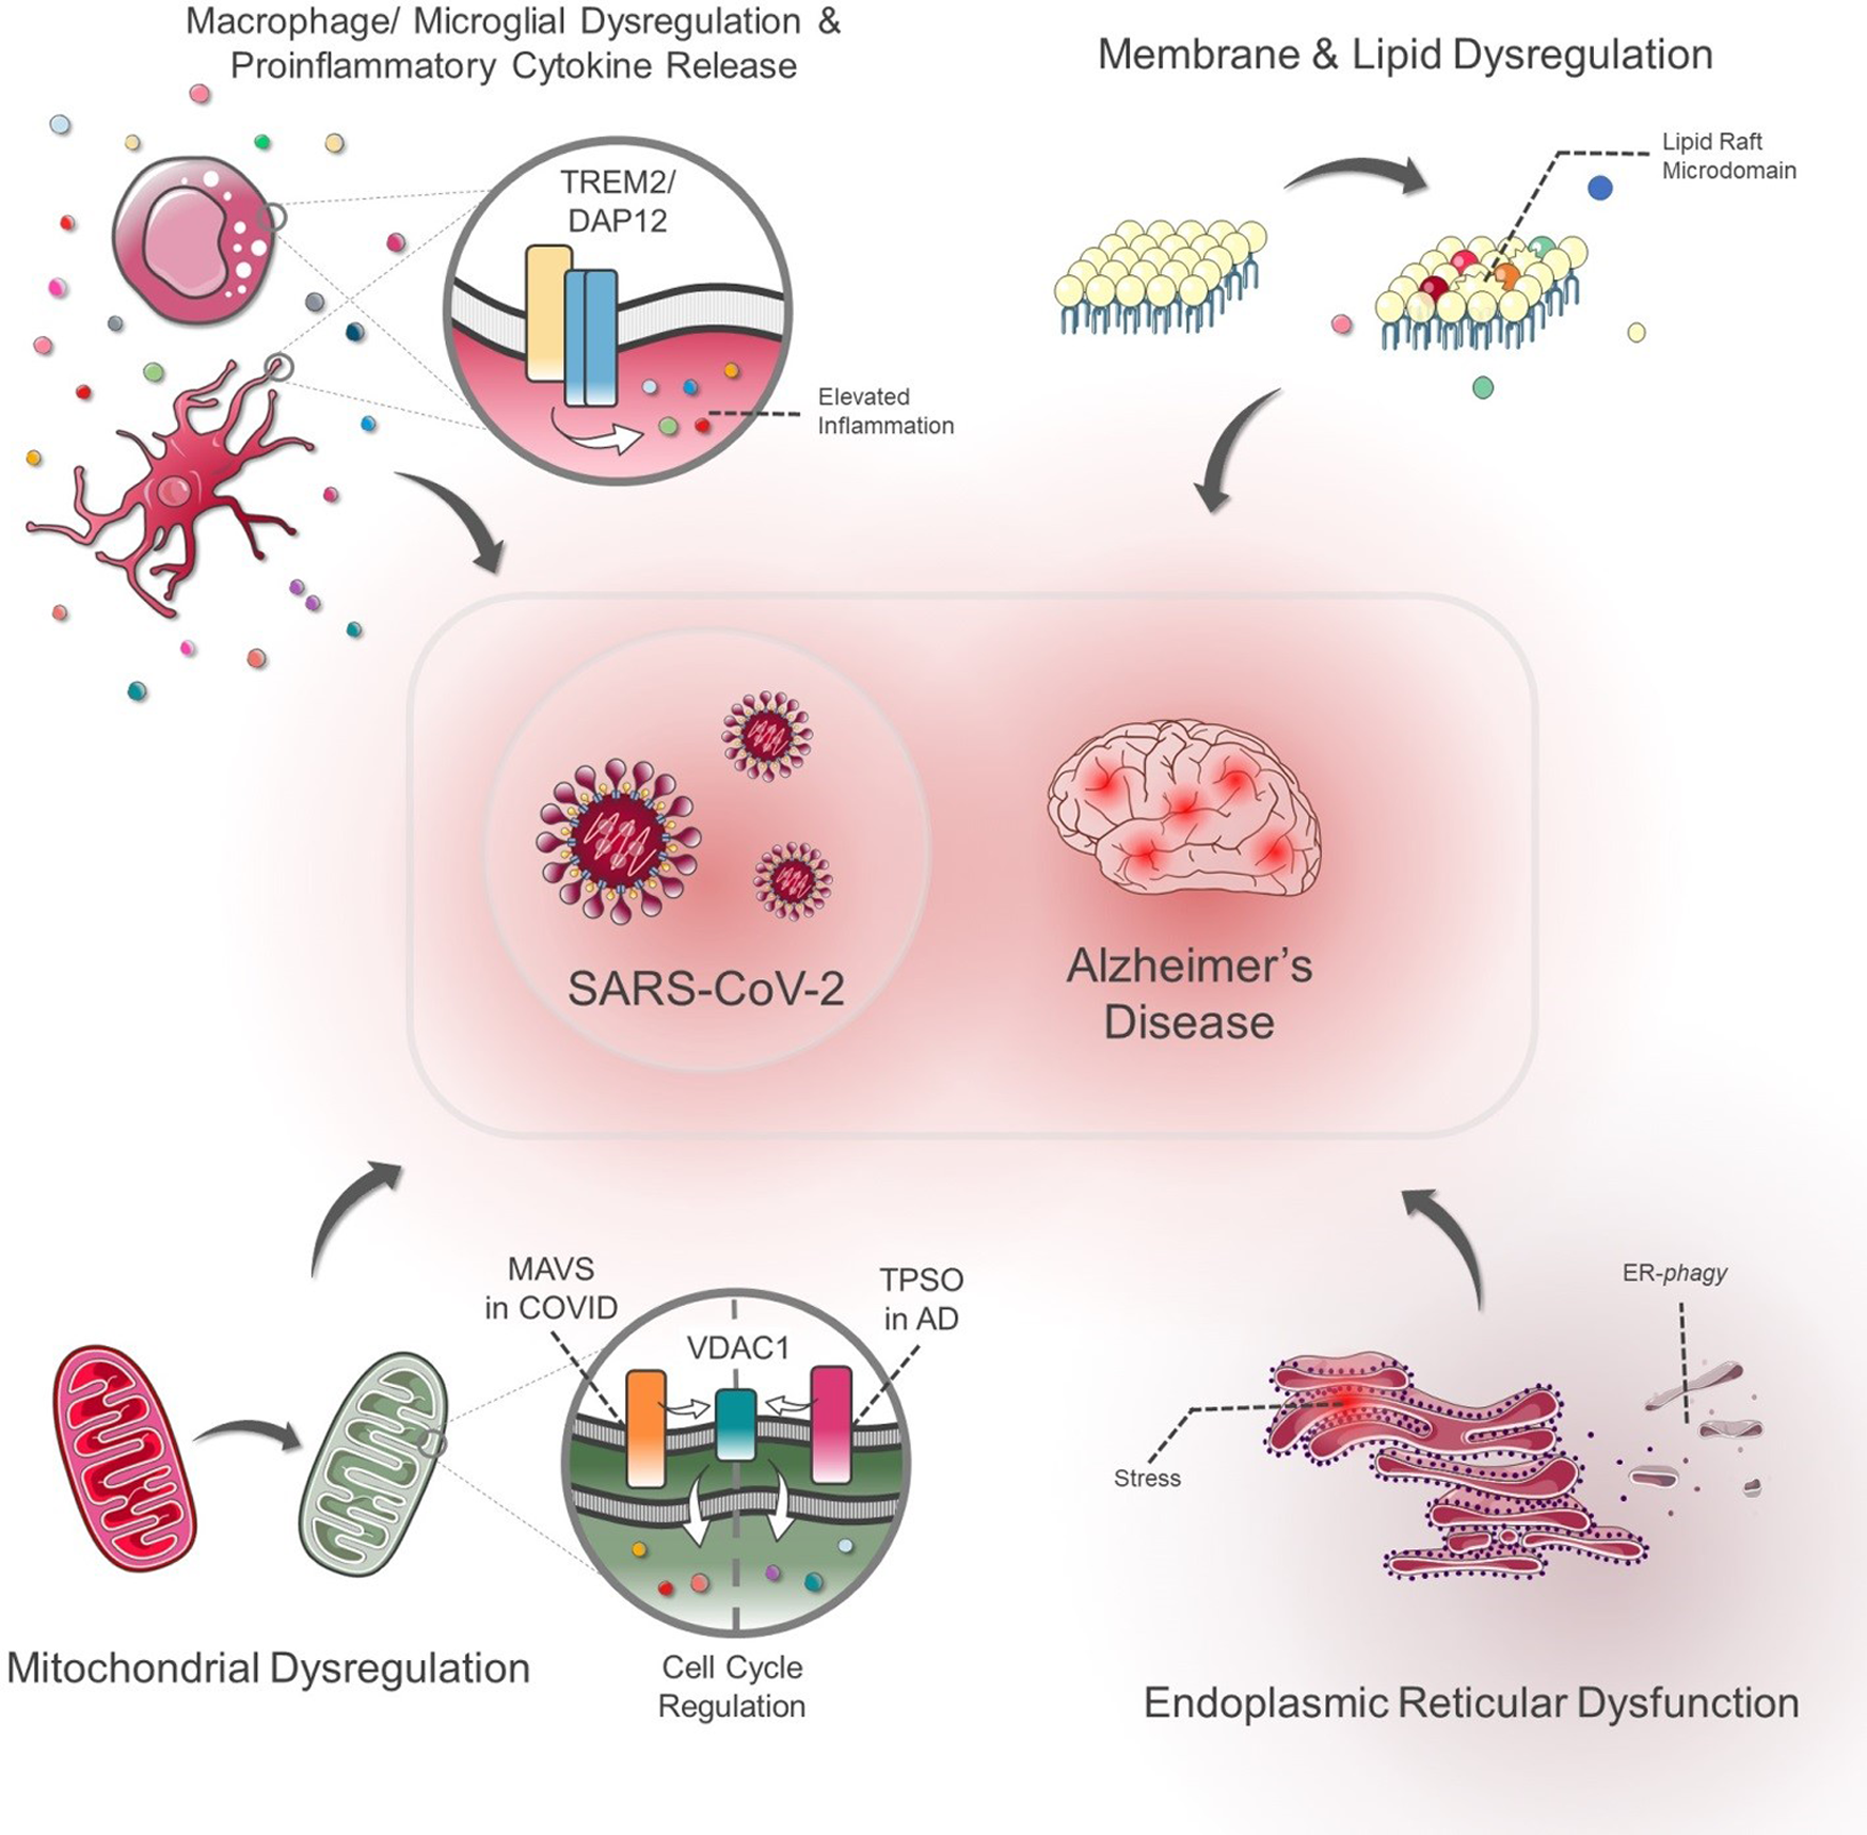 Macrophage/ Microglial Dysregulation &
Proinflammatory Cytokine Release
TREM2/
DAP12
Elevated
Inflammation
Membrane & Lipid Dysregulation
Lipid Raft
Microdomain
SARS-CoV-2
Alzheimer's
Disease
MAVS
in COVID
TPSO
in AD
VDAC1
Cell Cycle
Regulation
Mitochondrial Dysregulation
ER-phagy
Stress
Endoplasmic Reticular Dysfunction